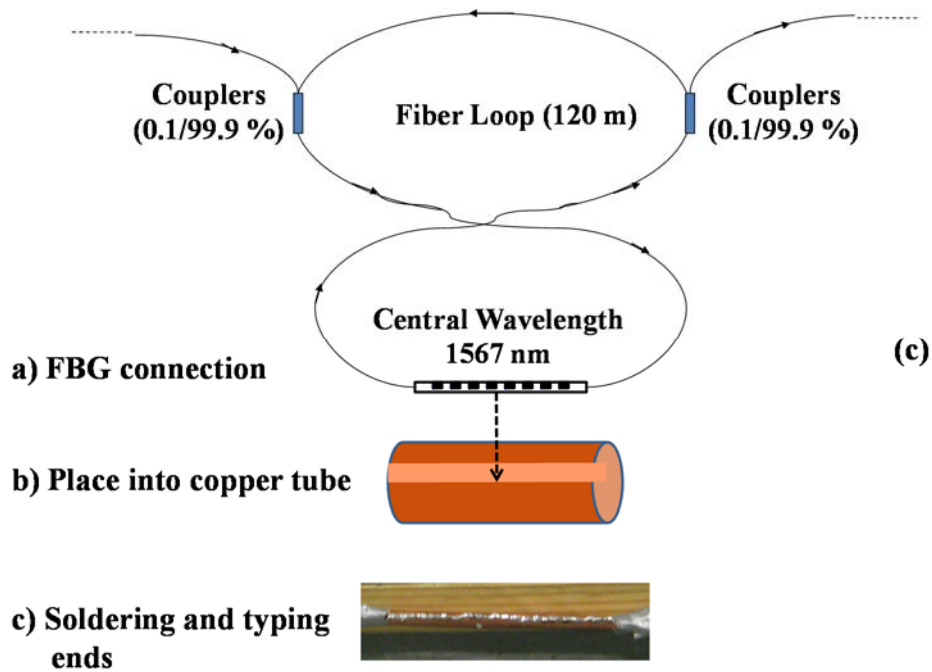 Couplers
(0.1/99.9 %)
Fiber Loop (120 m)
Couplers
(0.1/99.9 %)
Central Wavelength
1567 nm
(c)
a) FBG connection
b) Place into copper tube
c) Soldering and typing
ends